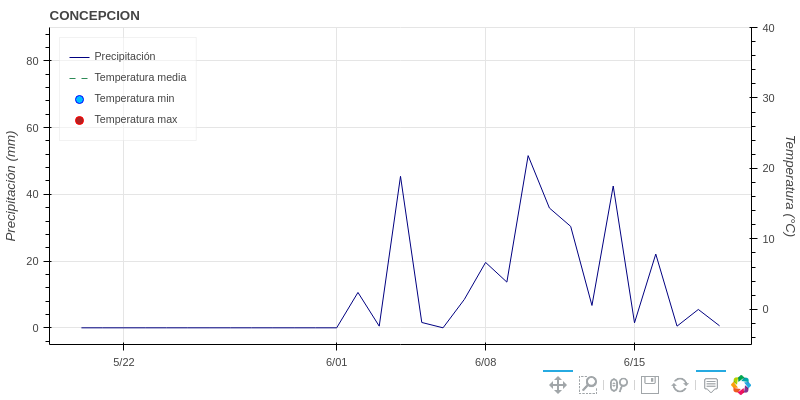 CONCEPCION
Precipitación
Temperatura media
Temperatura min
Temperatura max
Precipitación (mm)
80
60
40
20
0
Temperatura (°C)
40
30
20
10
0
5/22
6/01
6/08
6/15